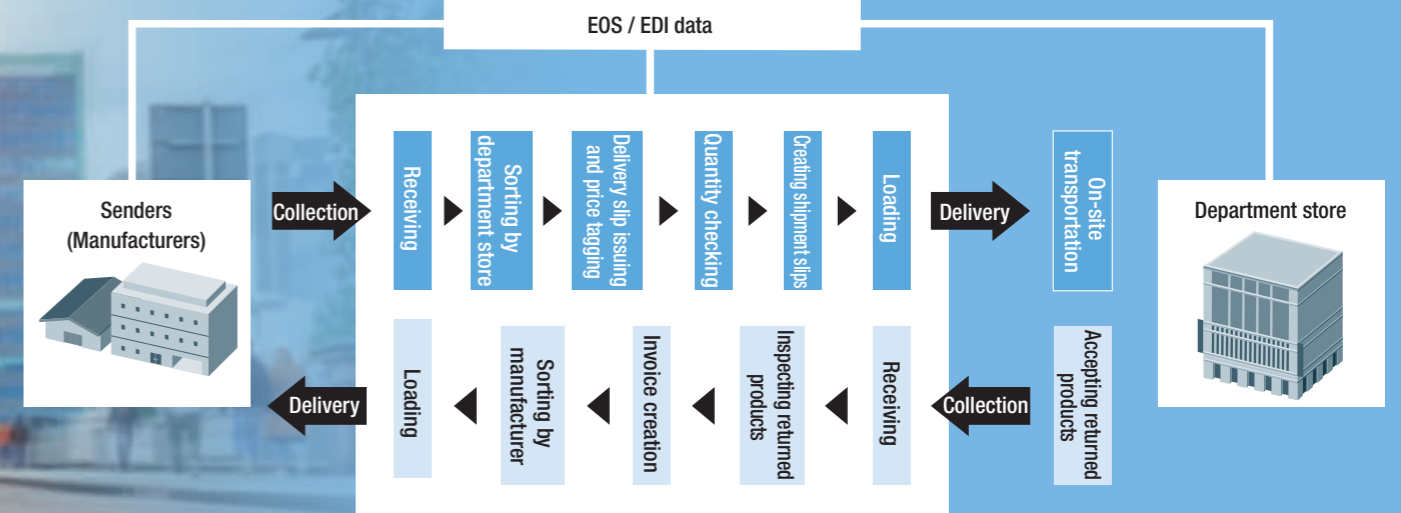 EOS / EDI data
Senders
(Manufacturers)
Collection
Receiving
Sorting by
department store
Delivery slip issuing
and price tagging
Quantity checking
Creating shipment slips
Loading
Delivery
On-site
transportation
Department store
Delivery
Loading
Sorting by
manufacturer
Invoice creation
Inspecting returned
products
Receiving
Collection
Accepting returned
products